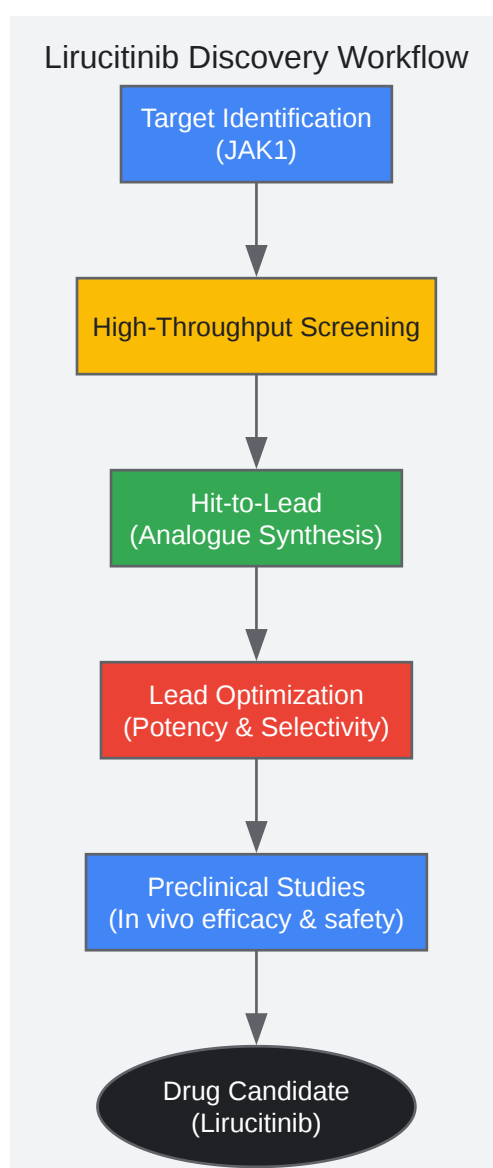 Lirucitinib Discovery Workflow
Target Identification
(JAK1)
High-Throughput Screening
Hit-to-Lead
(Analogue Synthesis)
Lead Optimization
(Potency & Selectivity)
Preclinical Studies
(In vivo efficacy & safety)
Drug Candidate
(Lirucitinib)